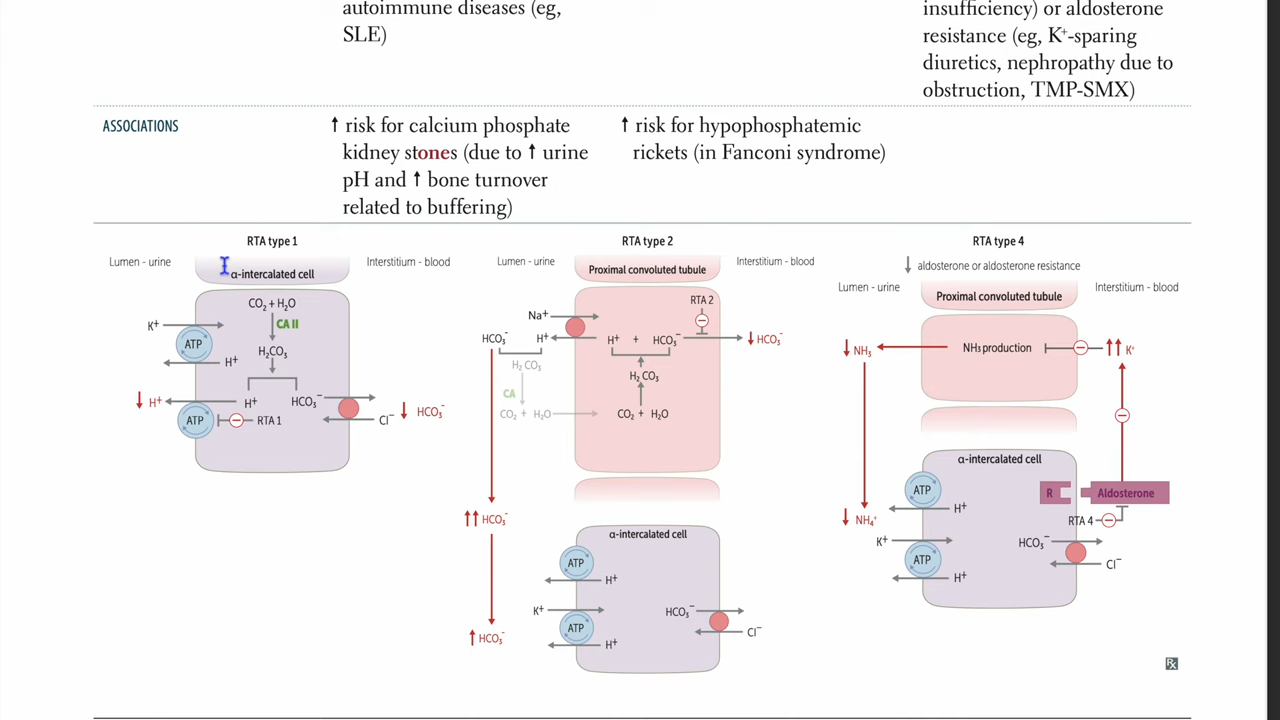 autoimmune diseases (eg,
SLE)
insufficiency) or aldosterone
resistance (eg, K⁺-sparing
diuretics, nephropathy due to
obstruction, TMP-SMX)
ASSOCIATIONS
↑ risk for calcium phosphate
kidney stones (due to ↑ urine
pH and ↑ bone turnover
related to buffering)
↑ risk for hypophosphatemic
rickets (in Fanconi syndrome)
RTA type 1
Lumen - urine
Interstitium - blood
α-intercalated cell
CO₂ + H₂O
CA II
K⁺
ATP
H₂CO₃
H⁺
↓ H⁺
H⁺
HCO₃⁻
ATP
RTA 1
Cl⁻
↓ HCO₃⁻
RTA type 2
Lumen - urine
Interstitium - blood
Proximal convoluted tubule
RTA 2
Na⁺
HCO₃⁻
H⁺
H⁺ + HCO₃⁻
↓ HCO₃⁻
H₂CO₃
H₂CO₃
CA
CO₂ + H₂O
CO₂ + H₂O
↑↑ HCO₃⁻
α-intercalated cell
ATP
H⁺
K⁺
HCO₃⁻
ATP
Cl⁻
↑ HCO₃⁻
H⁺
RTA type 4
↓ aldosterone or aldosterone resistance
Lumen - urine
Interstitium - blood
Proximal convoluted tubule
↓ NH₃
NH₃ production
↑↑ K⁺
α-intercalated cell
ATP
R
Aldosterone
H⁺
↓ NH₄⁺
RTA 4
K⁺
HCO₃⁻
ATP
Cl⁻
H⁺
Rx